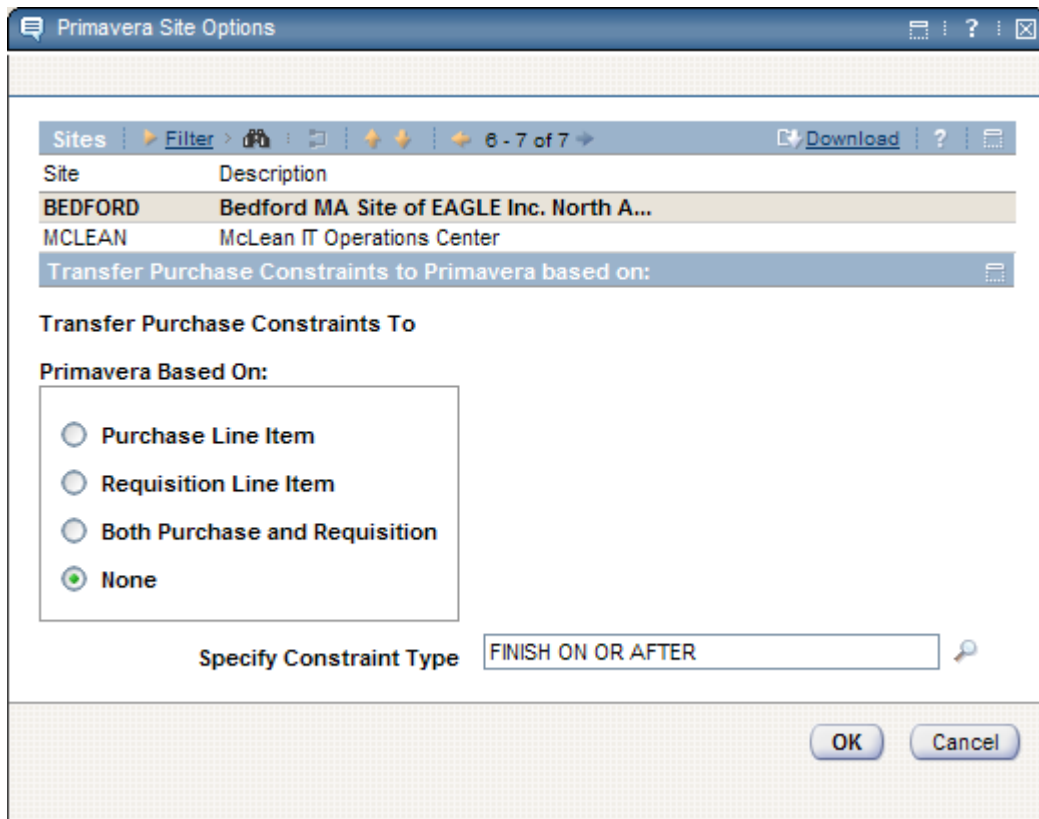 Primavera Site Options ?
Sites Filter 6 - 7 of 7 Download ?
Site Description
BEDFORD Bedford MA Site of EAGLE Inc. North A...
MCLEAN McLean IT Operations Center
Transfer Purchase Constraints to Primavera based on:
Transfer Purchase Constraints To
Primavera Based On:
Purchase Line Item
Requisition Line Item
Both Purchase and Requisition
None
Specify Constraint Type FINISH ON OR AFTER
OK Cancel